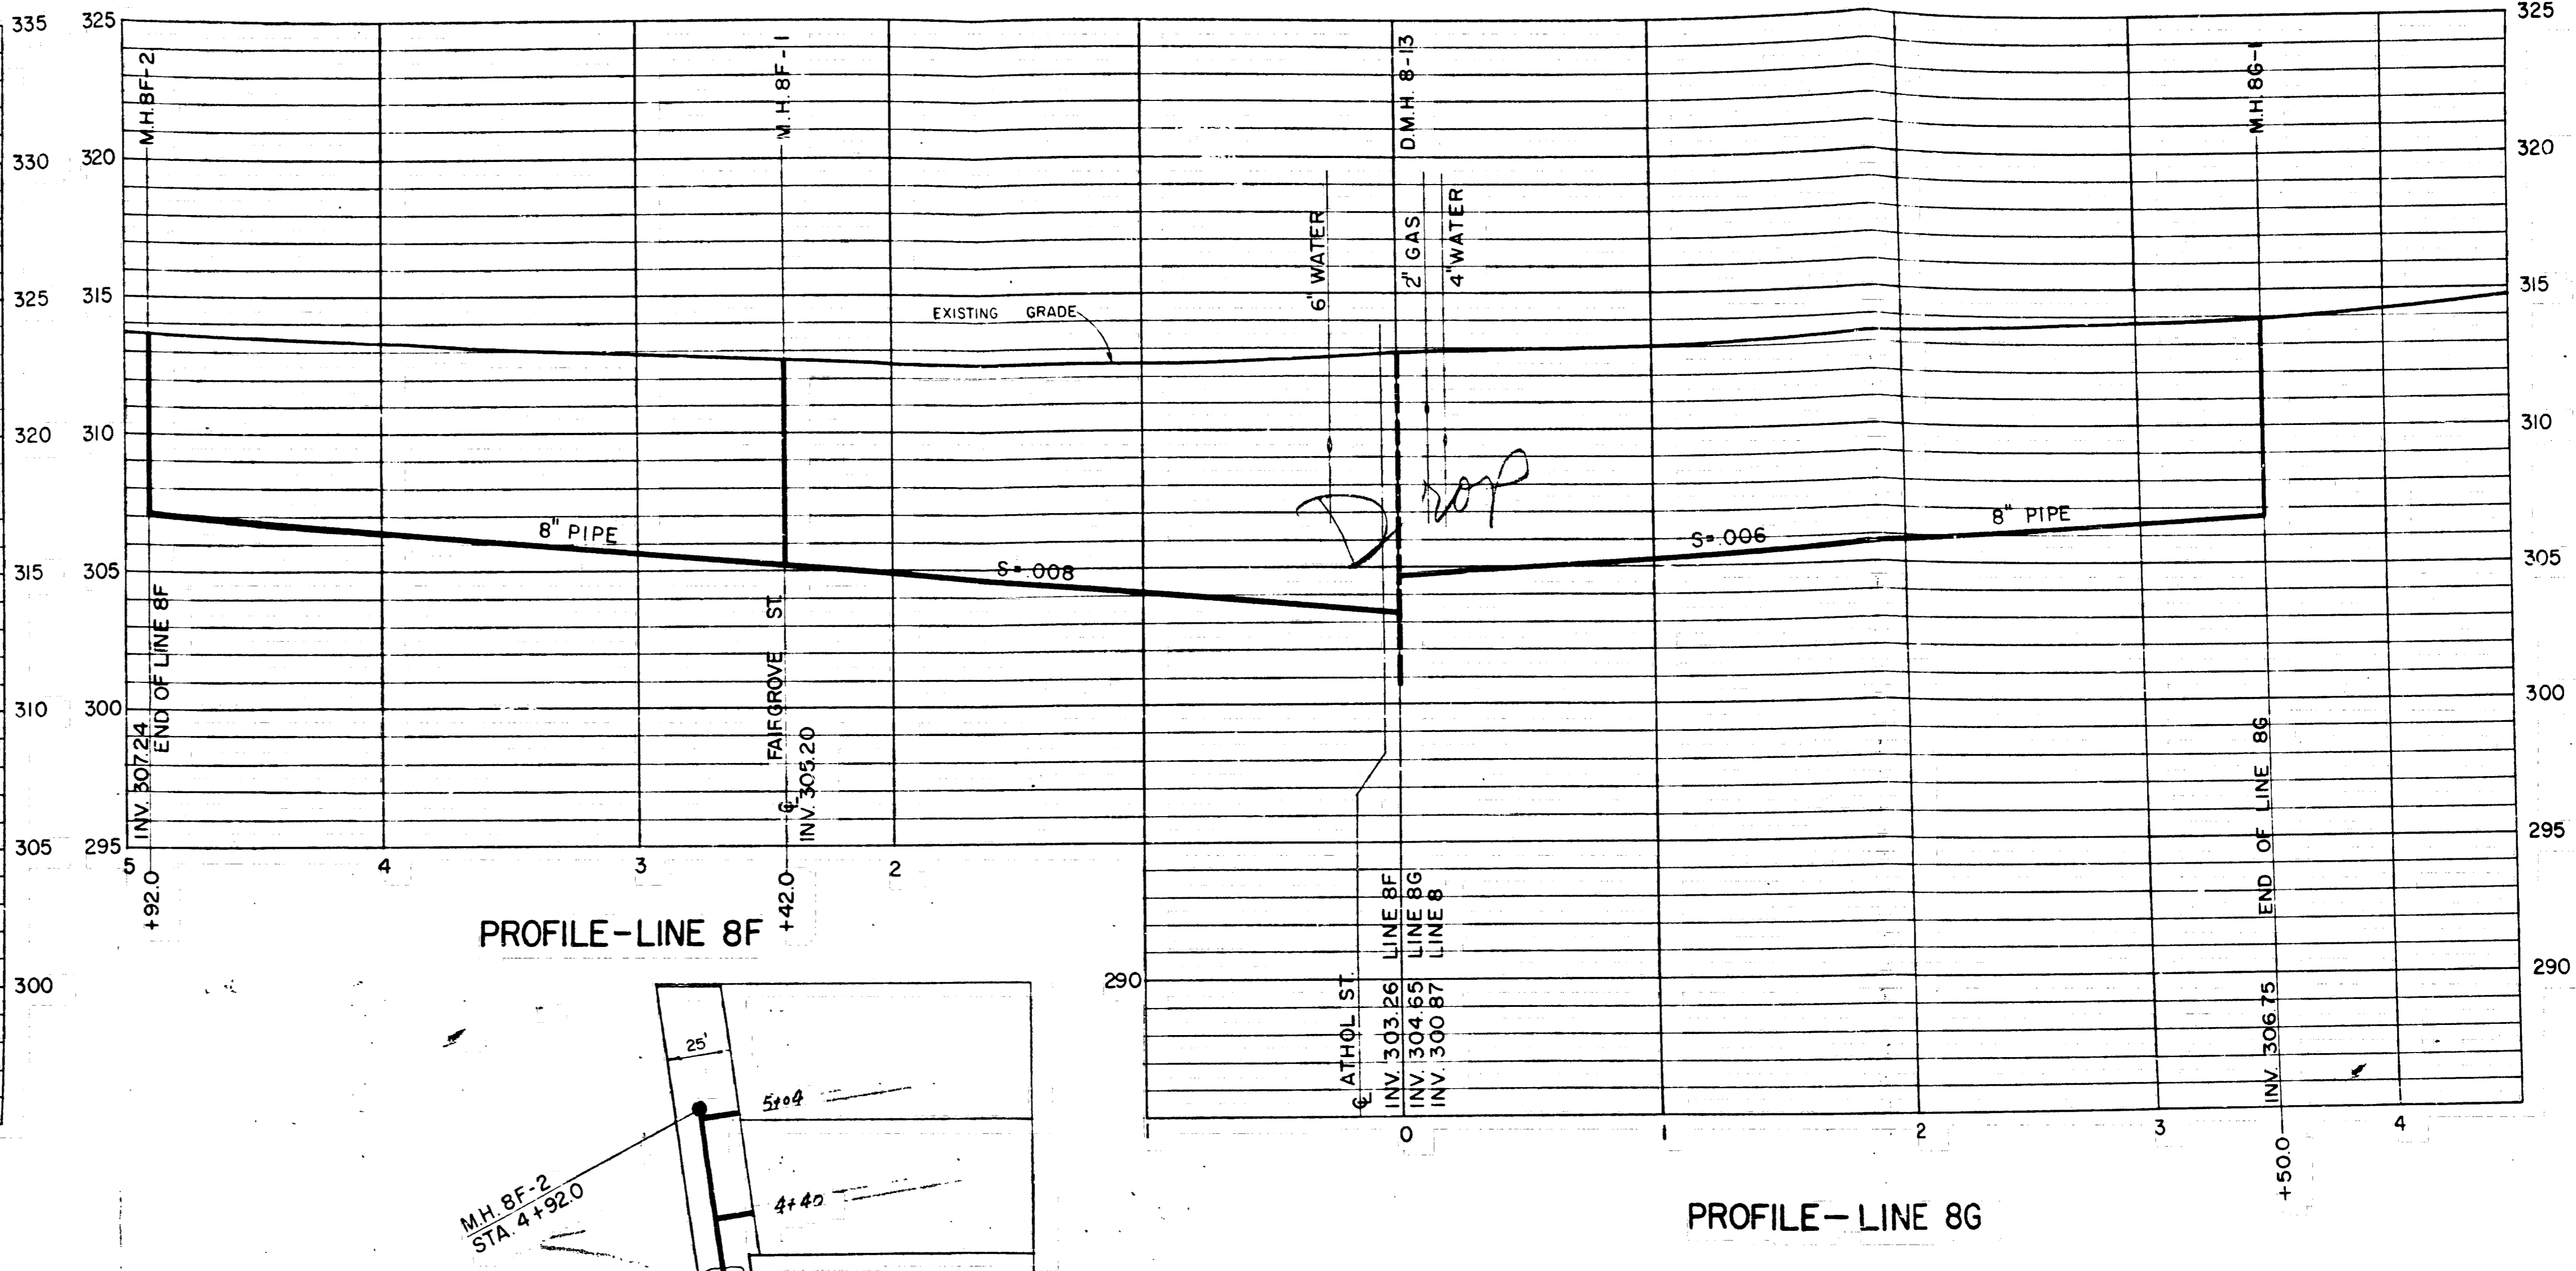 335
330
325
320
315
310
305
300
325
320
315
310
305
300
295
M.H. 8F-2
M.H. 8F-1
D.M.H. 8-13
M.H. 8G-1
325
320
315
310
305
300
295
290
6" WATER
2" GAS
4" WATER
EXISTING GRADE
Drop
8" PIPE
S=.008
S=.006
8" PIPE
INV. 307.24
END OF LINE 8F
FAIRGROVE ST.
℄
INV. 305.20
5
4
3
2
+92.0
+42.0
PROFILE-LINE 8F
290
℄ ATHOL ST.
INV. 303.26 LINE 8F
INV. 304.65 LINE 8G
INV. 300.87 LINE 8
INV. 306.75 END OF LINE 8G
1
0
1
2
3
4
+50.0
PROFILE-LINE 8G
25'
5+04
4+40
M.H. 8F-2
STA. 4+92.0